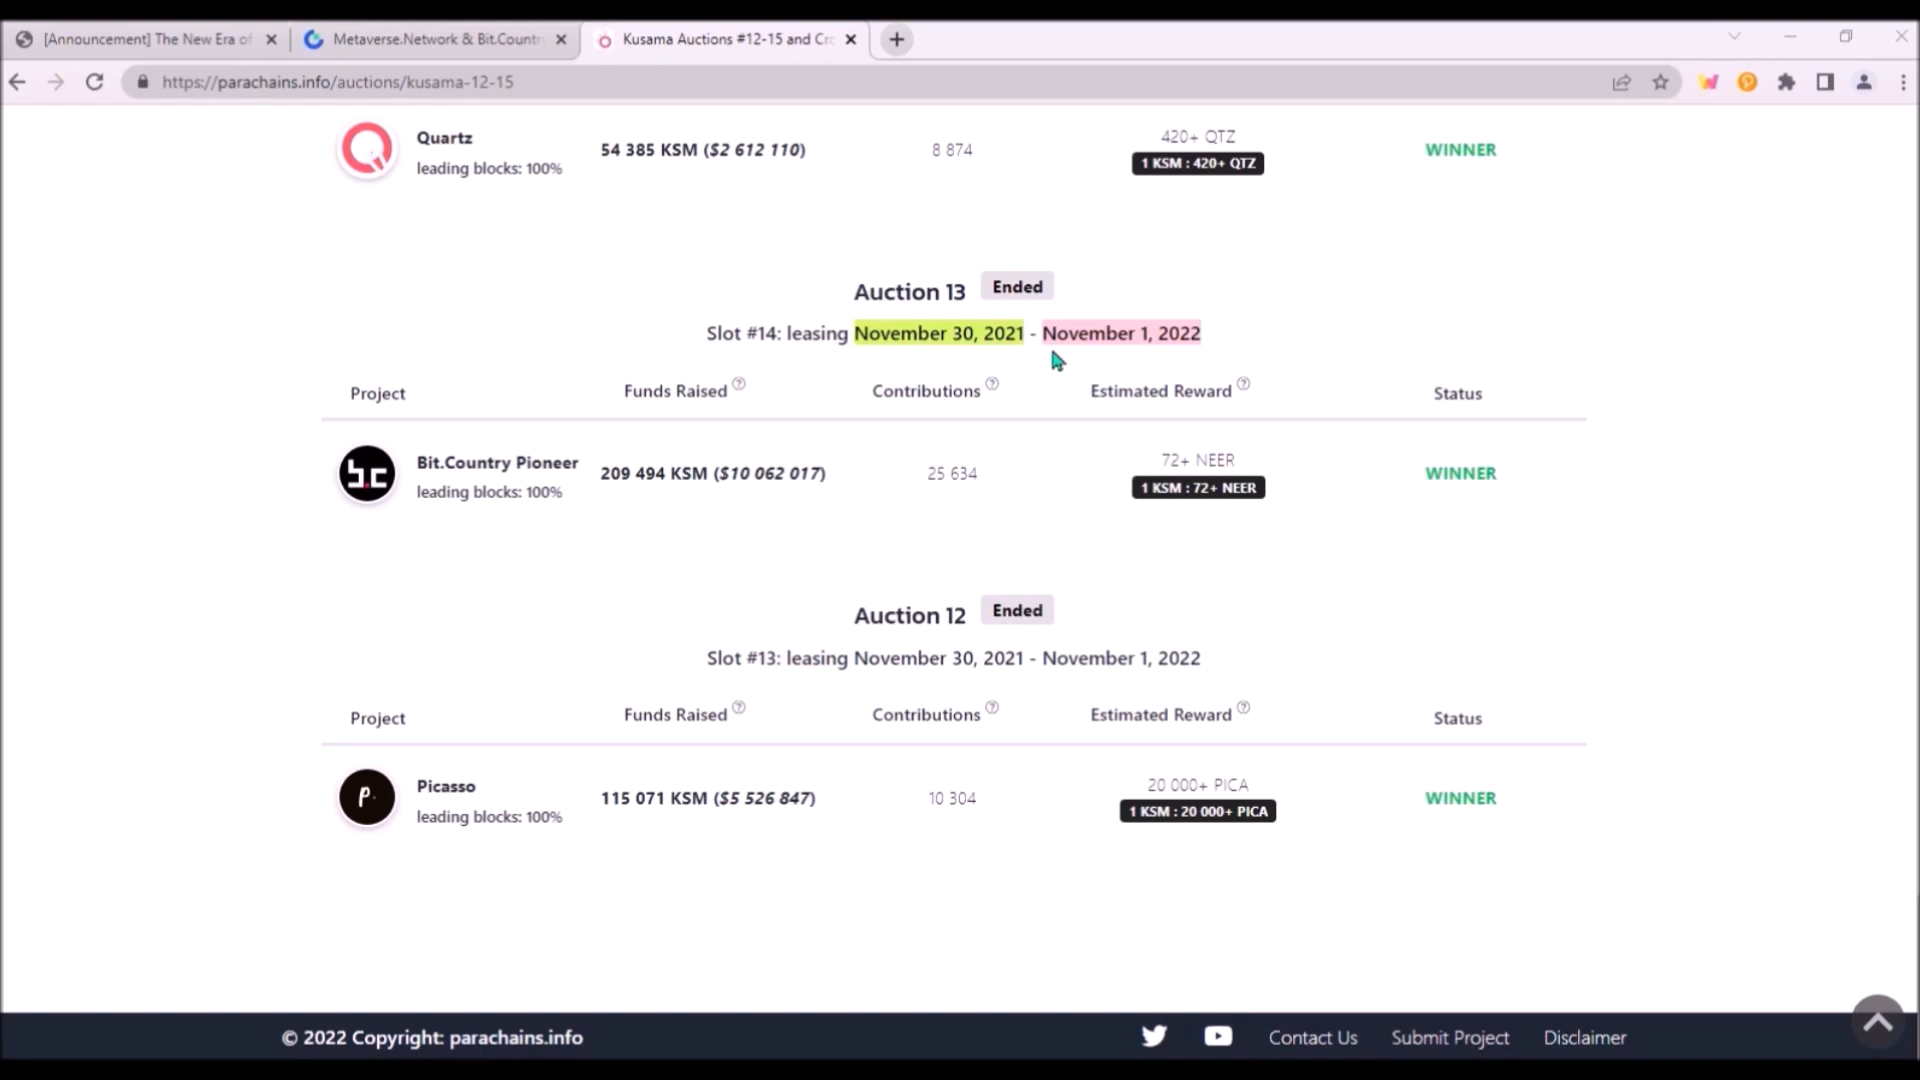 [Announcement] The New Era of
Metaverse.Network & Bit.Countr
Kusama Auctions #12-15 and Cr
https://parachains.info/auctions/kusama-12-15
Quartz
leading blocks: 100%
54 385 KSM ($2 612 110)
8 874
420+ QTZ
1 KSM : 420+ QTZ
WINNER
Auction 13
Ended
Slot #14: leasing November 30, 2021 - November 1, 2022
Project
Funds Raised ?
Contributions ?
Estimated Reward ?
Status
b.c
Bit.Country Pioneer
leading blocks: 100%
209 494 KSM ($10 062 017)
25 634
72+ NEER
1 KSM : 72+ NEER
WINNER
Auction 12
Ended
Slot #13: leasing November 30, 2021 - November 1, 2022
Project
Funds Raised ?
Contributions ?
Estimated Reward ?
Status
P.
Picasso
leading blocks: 100%
115 071 KSM ($5 526 847)
10 304
20 000+ PICA
1 KSM : 20 000+ PICA
WINNER
© 2022 Copyright: parachains.info
Contact Us
Submit Project
Disclaimer